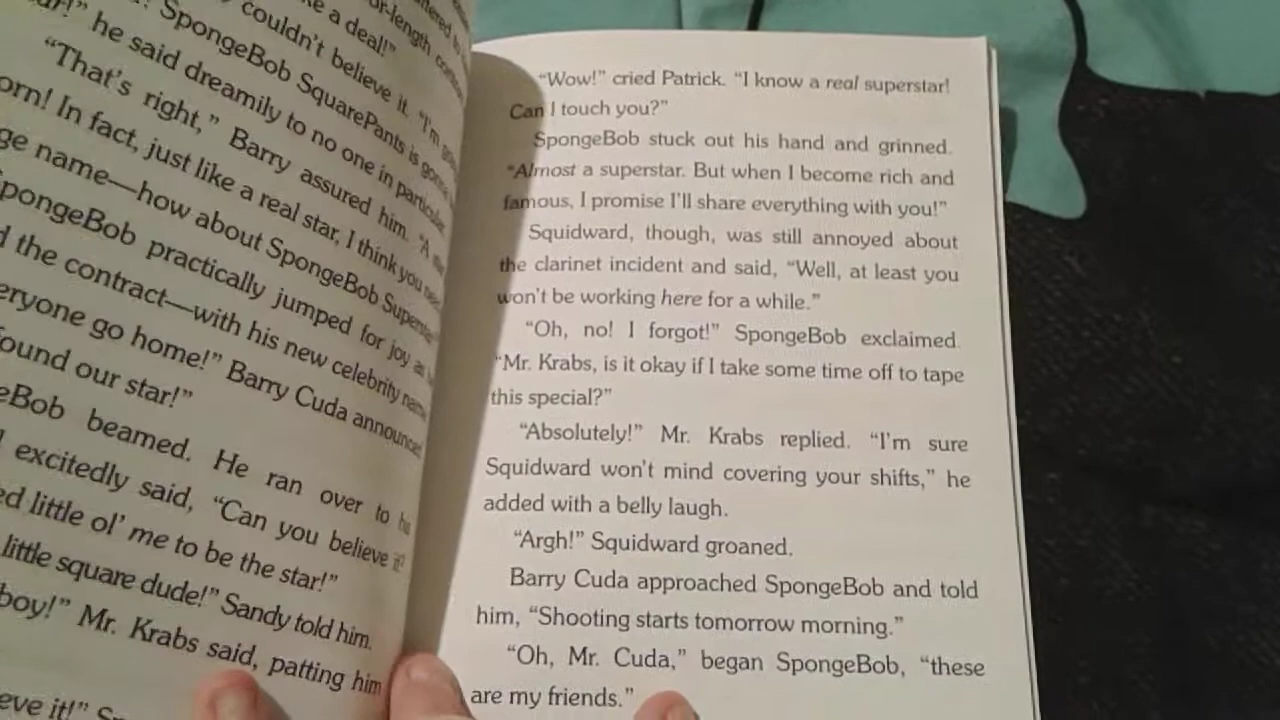 ke a deal!"
SpongeBob SquarePants is
couldn't believe it. "I'm
he said dreamily to no one in particular.
"That's right," Barry assured him. "A
In fact, just like a real star, I think you
name—how about SpongeBob
SpongeBob practically jumped for joy as
the contract—with his new celebrity
everyone go home!" Barry Cuda announced.
found our star!"
beamed. He ran over to
excitedly said, "Can you believe it?
little ol' me to be the star!"
little square dude!" Sandy told him.
boy!" Mr. Krabs said, patting him
it!"
"Wow!" cried Patrick. "I know a real superstar!
Can I touch you?"
SpongeBob stuck out his hand and grinned.
"Almost a superstar. But when I become rich and
famous, I promise I'll share everything with you!"
Squidward, though, was still annoyed about
the clarinet incident and said, "Well, at least you
won't be working here for a while."
"Oh, no! I forgot!" SpongeBob exclaimed.
"Mr. Krabs, is it okay if I take some time off to tape
this special?"
"Absolutely!" Mr. Krabs replied. "I'm sure
Squidward won't mind covering your shifts," he
added with a belly laugh.
"Argh!" Squidward groaned.
Barry Cuda approached SpongeBob and told
him, "Shooting starts tomorrow morning."
"Oh, Mr. Cuda," began SpongeBob, "these
are my friends."